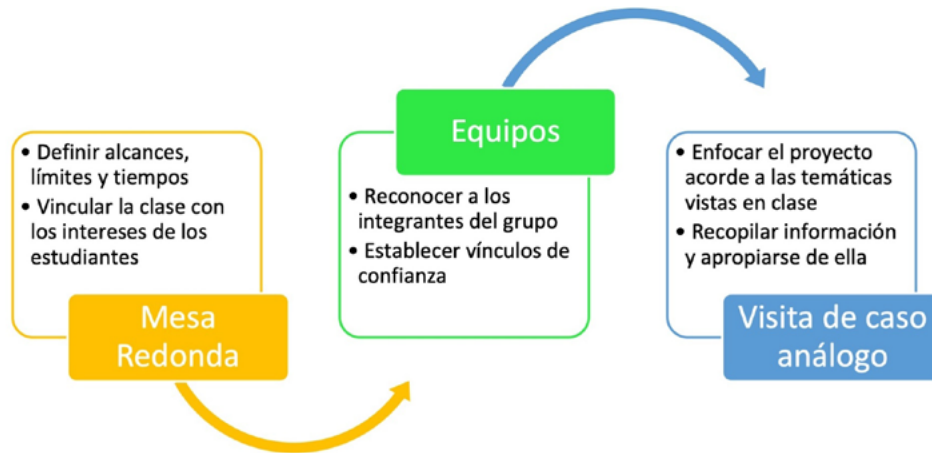 • Definir alcances,
límites y tiempos
• Vincular la clase con
los intereses de los
estudiantes
Mesa
Redonda
Equipos
• Reconocer a los
integrantes del grupo
• Establecer vínculos de
confianza
• Enfocar el proyecto
acorde a las temáticas
vistas en clase
• Recopilar información
y apropiarse de ella
Visita de caso
análogo